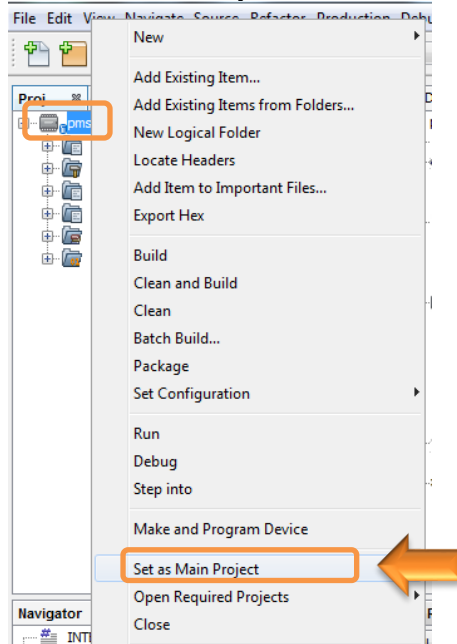 File Edit View Navigate Source Refactor Production Debu
New
Add Existing Item...
Proj
Add Existing Items from Folders...
pms
New Logical Folder
Locate Headers
Add Item to Important Files...
Export Hex
Build
Clean and Build
Clean
Batch Build...
Package
Set Configuration
Run
Debug
Step into
Make and Program Device
Set as Main Project
Open Required Projects
Navigator
Close
INT